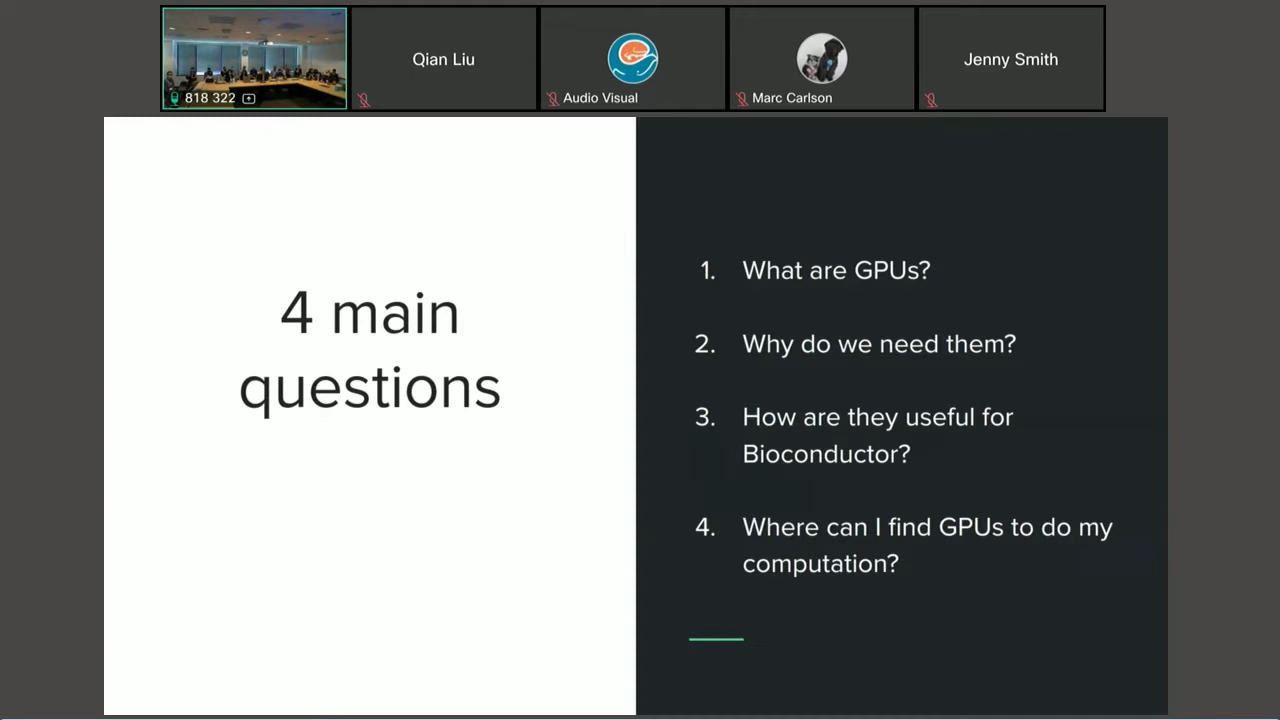 818 322
Qian Liu
Audio Visual
Marc Carlson
Jenny Smith
4 main
questions
1. What are GPUs?
2. Why do we need them?
3. How are they useful for
Bioconductor?
4. Where can I find GPUs to do my
computation?